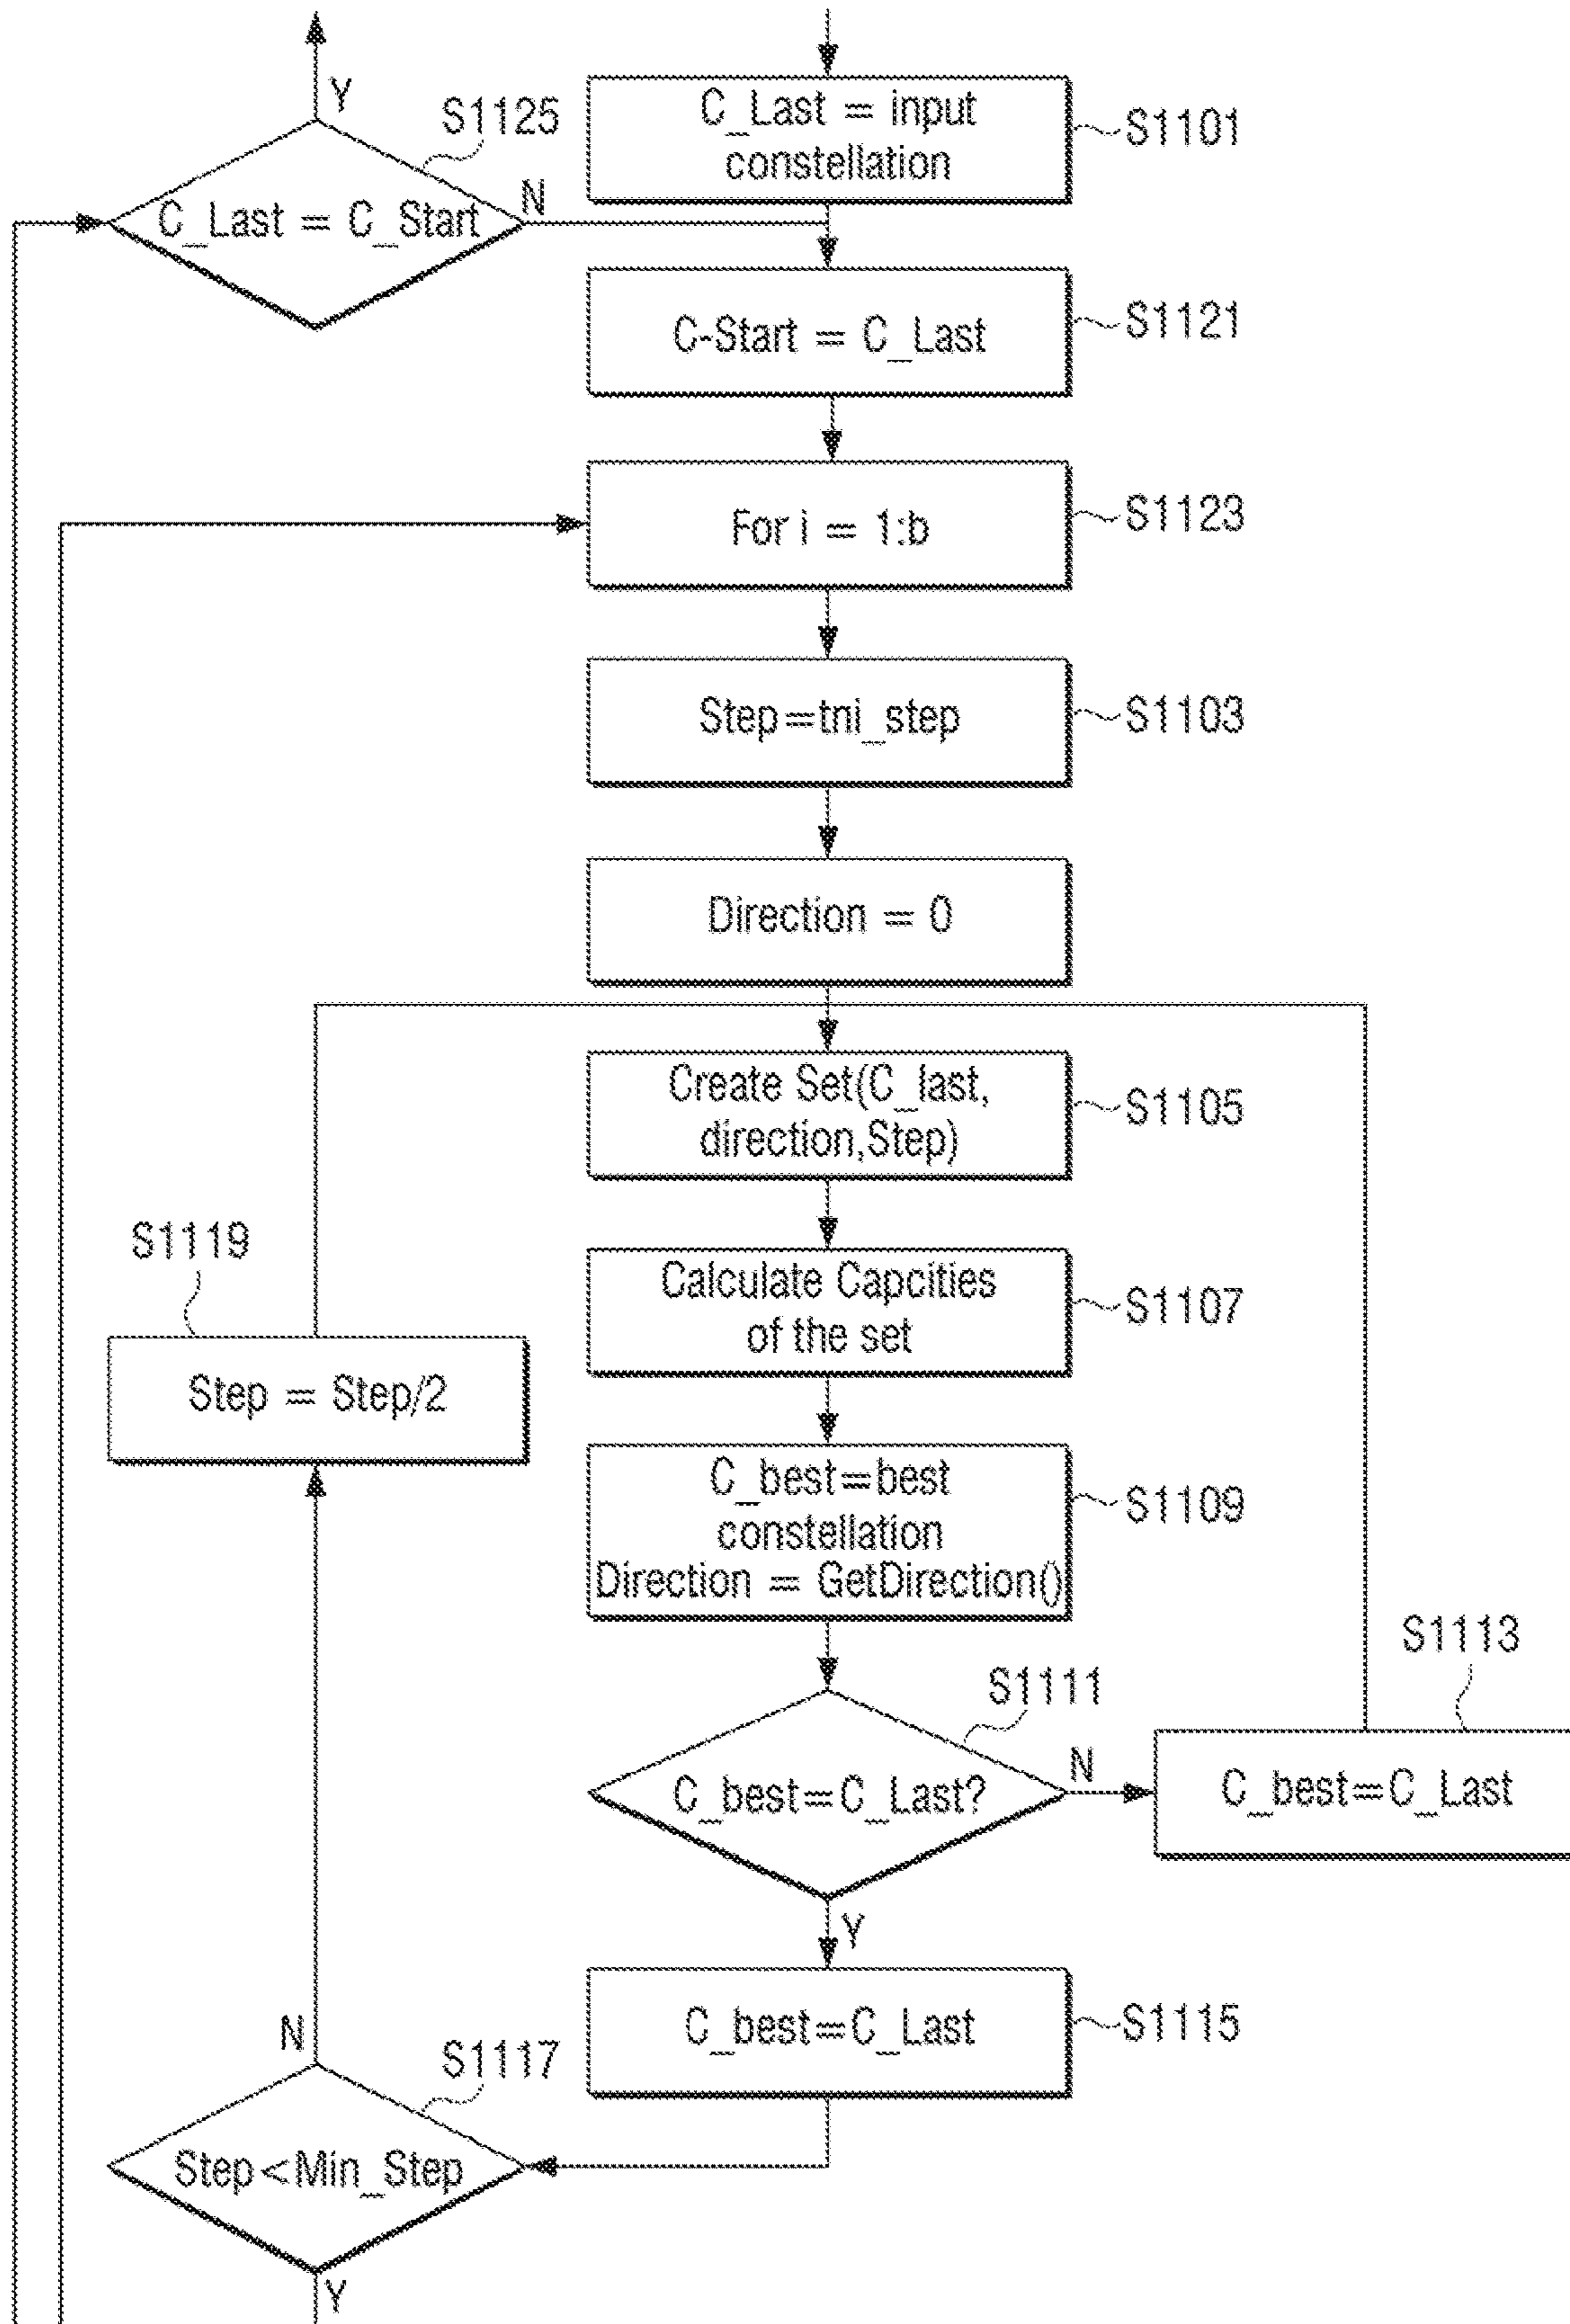 Y
S1125
C_Last = input
constellation
S1101
C_Last = C_Start
N
C-Start = C_Last
S1121
For i = 1:b
S1123
Step=tni_step
S1103
Direction = 0
Create Set(C_last,
direction,Step)
S1105
S1119
Calculate Capcities
of the set
S1107
Step = Step/2
C_best=best
constellation
Direction = GetDirection()
S1109
S1113
S1111
C_best=C_Last?
N
C_best=C_Last
Y
C_best=C_Last
S1115
N
S1117
Step<Min_Step
Y